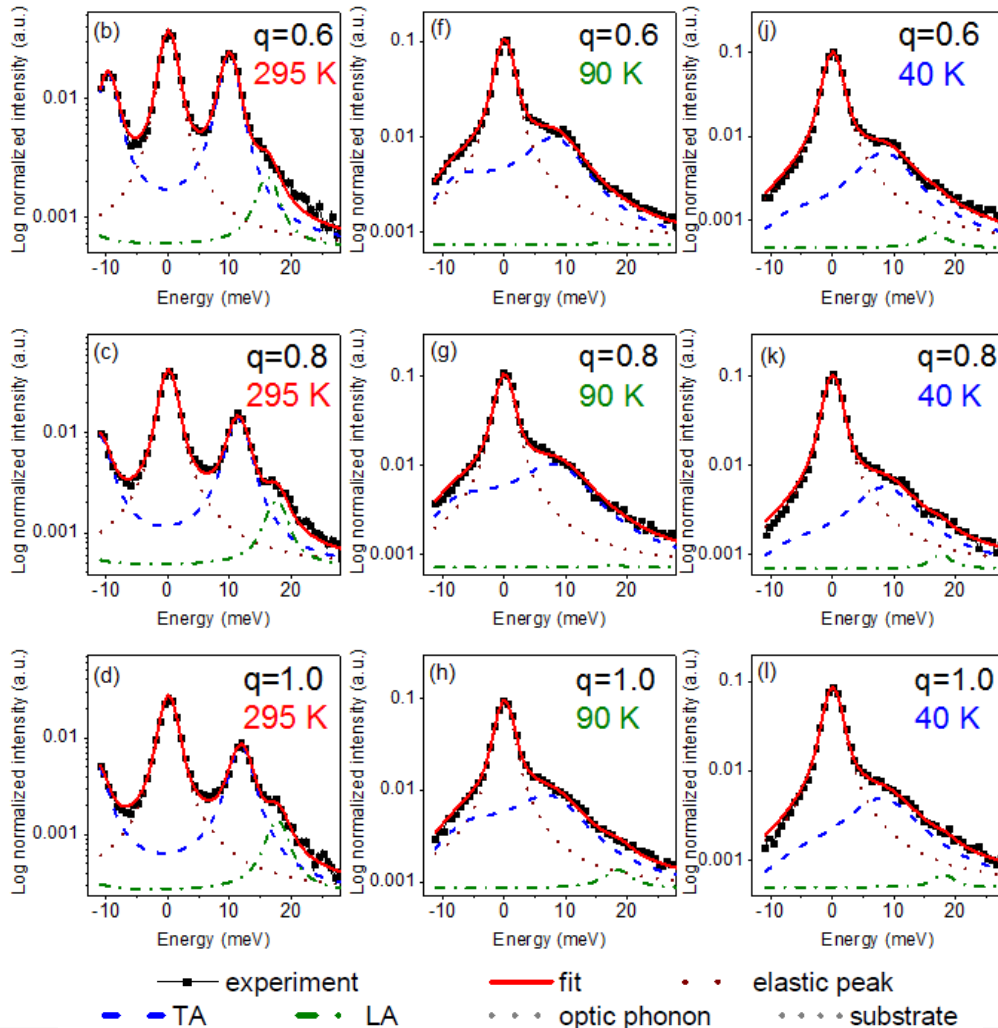 (b) q=0.6
295 K
Log normalized intensity (a.u.)
0.01
0.001
-10 0 10 20
Energy (meV)
(f) q=0.6
90 K
Log normalized intensity (a.u.)
0.1
0.01
0.001
-10 0 10 20
Energy (meV)
(j) q=0.6
40 K
Log normalized intensity (a.u.)
0.1
0.01
0.001
-10 0 10 20
Energy (meV)
(c) q=0.8
295 K
Log normalized intensity (a.u.)
0.01
0.001
-10 0 10 20
Energy (meV)
(g) q=0.8
90 K
Log normalized intensity (a.u.)
0.1
0.01
0.001
-10 0 10 20
Energy (meV)
(k) q=0.8
40 K
Log normalized intensity (a.u.)
0.1
0.01
0.001
-10 0 10 20
Energy (meV)
(d) q=1.0
295 K
Log normalized intensity (a.u.)
0.01
0.001
-10 0 10 20
Energy (meV)
(h) q=1.0
90 K
Log normalized intensity (a.u.)
0.1
0.01
0.001
-10 0 10 20
Energy (meV)
(l) q=1.0
40 K
Log normalized intensity (a.u.)
0.1
0.01
0.001
-10 0 10 20
Energy (meV)
experiment fit elastic peak
TA LA optic phonon substrate